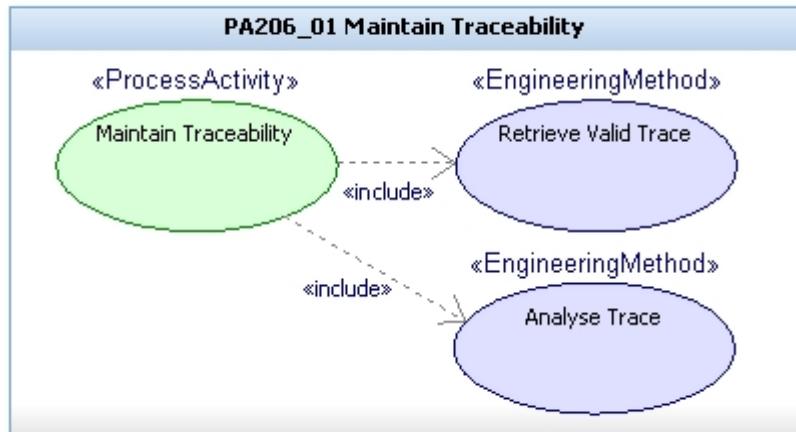 PA206_01 Maintain Traceability
«ProcessActivity»
«EngineeringMethod»
Maintain Traceability
Retrieve Valid Trace
«include»
«EngineeringMethod»
«include»
Analyse Trace